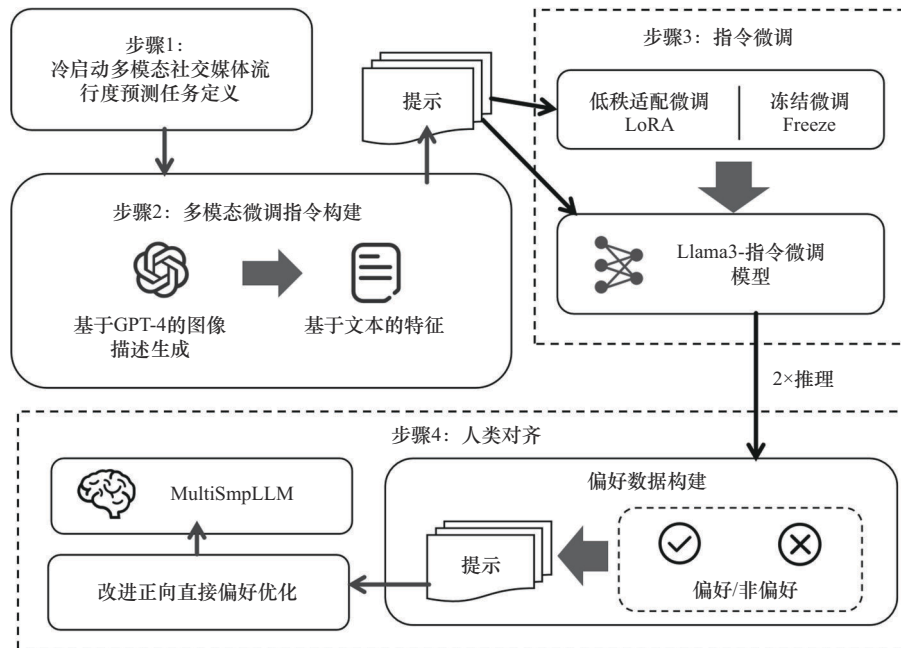 步骤1：
冷启动多模态社交媒体流
行度预测任务定义
提示
步骤2：多模态微调指令构建
基于GPT-4的图像
描述生成
基于文本的特征
步骤3：指令微调
低秩适配微调
LoRA
冻结微调
Freeze
Llama3-指令微调
模型
2×推理
步骤4：人类对齐
偏好数据构建
偏好/非偏好
提示
改进正向直接偏好优化
MultiSmpLLM